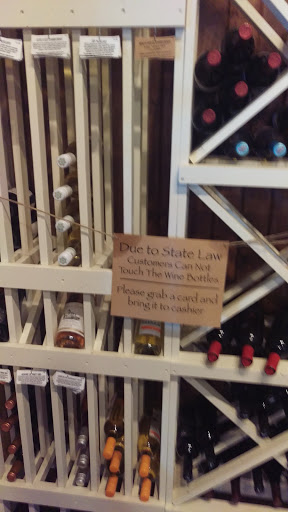 Due to State Law
Customers Can Not
Touch The Wine Bottles.
Please grab a card and
bring it to cashier